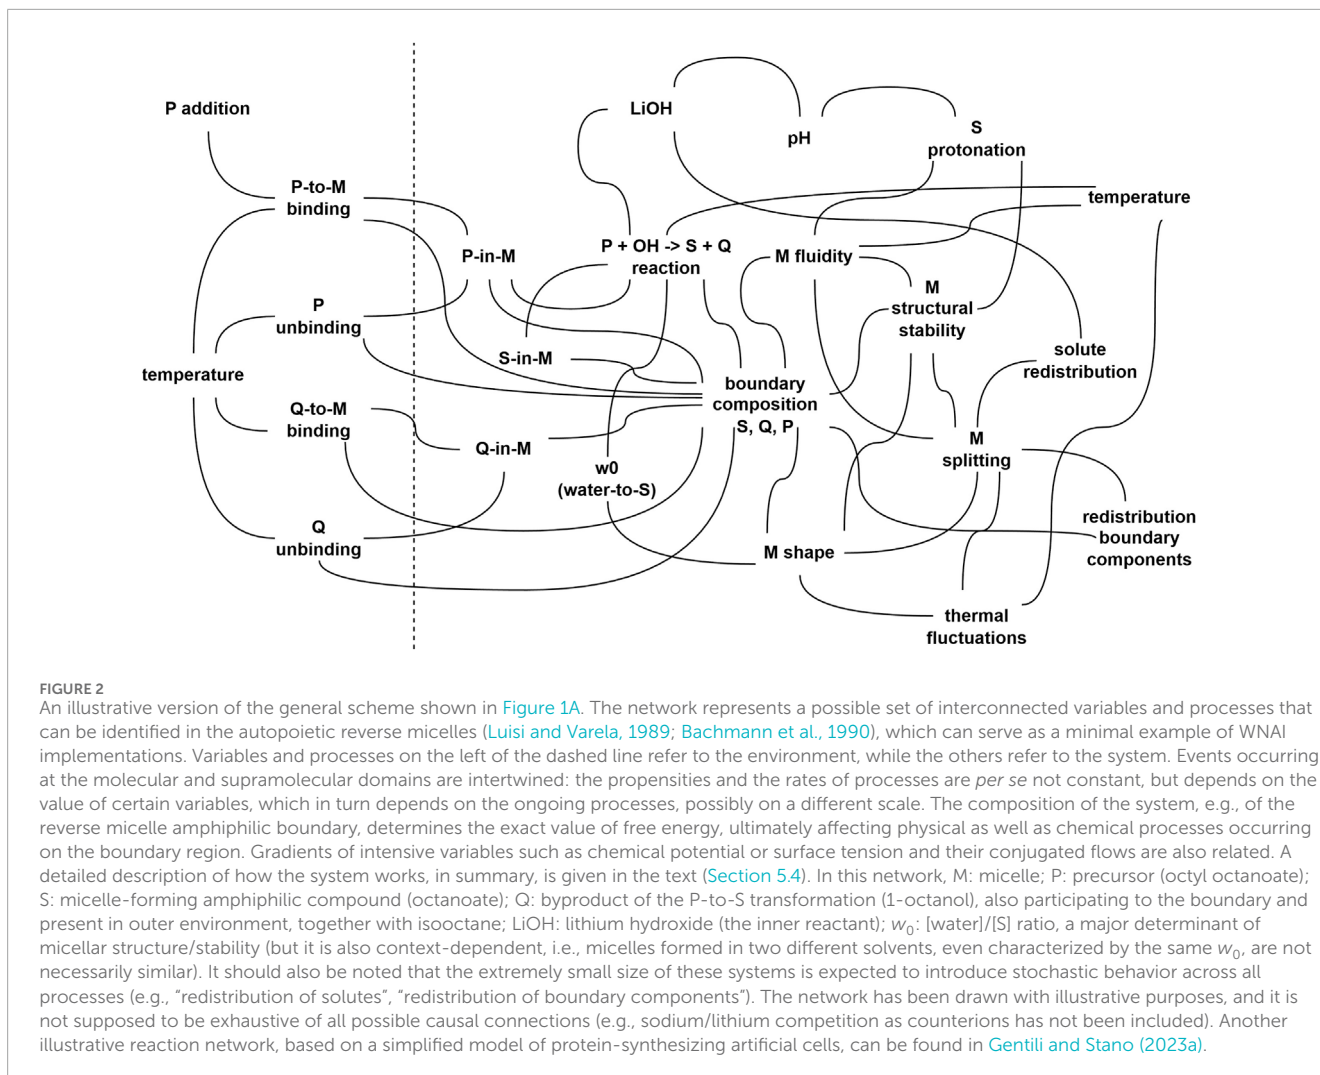 P addition
LiOH
pH
S
protonation
P-to-M
binding
temperature
P-in-M
P + OH -> S + Q
reaction
M fluidity
P
unbinding
M
structural
stability
S-in-M
solute
redistribution
temperature
boundary
composition
S, Q, P
Q-to-M
binding
Q-in-M
w0
(water-to-S)
M
splitting
Q
unbinding
M shape
redistribution
boundary
components
thermal
fluctuations
FIGURE 2
An illustrative version of the general scheme shown in Figure 1A. The network represents a possible set of interconnected variables and processes that
can be identified in the autopoietic reverse micelles (Luisi and Varela, 1989; Bachmann et al., 1990), which can serve as a minimal example of WNAI
implementations. Variables and processes on the left of the dashed line refer to the environment, while the others refer to the system. Events occurring
at the molecular and supramolecular domains are intertwined: the propensities and the rates of processes are per se not constant, but depends on the
value of certain variables, which in turn depends on the ongoing processes, possibly on a different scale. The composition of the system, e.g., of the
reverse micelle amphiphilic boundary, determines the exact value of free energy, ultimately affecting physical as well as chemical processes occurring
on the boundary region. Gradients of intensive variables such as chemical potential or surface tension and their conjugated flows are also related. A
detailed description of how the system works, in summary, is given in the text (Section 5.4). In this network, M: micelle; P: precursor (octyl octanoate);
S: micelle-forming amphiphilic compound (octanoate); Q: byproduct of the P-to-S transformation (1-octanol), also participating to the boundary and
present in outer environment, together with isooctane; LiOH: lithium hydroxide (the inner reactant); w₀: [water]/[S] ratio, a major determinant of
micellar structure/stability (but it is also context-dependent, i.e., micelles formed in two different solvents, even characterized by the same w₀, are not
necessarily similar). It should also be noted that the extremely small size of these systems is expected to introduce stochastic behavior across all
processes (e.g., "redistribution of solutes", "redistribution of boundary components"). The network has been drawn with illustrative purposes, and it is
not supposed to be exhaustive of all possible causal connections (e.g., sodium/lithium competition as counterions has not been included). Another
illustrative reaction network, based on a simplified model of protein-synthesizing artificial cells, can be found in Gentili and Stano (2023a).